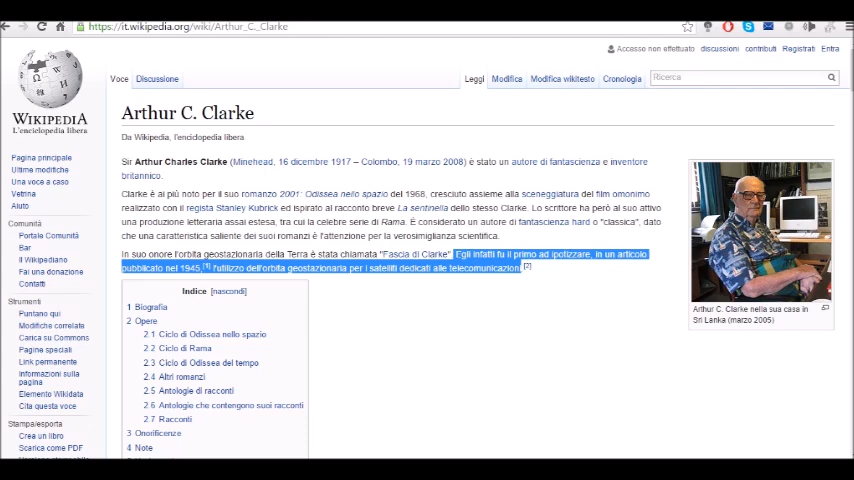 https://it.wikipedia.org/wiki/Arthur_C._Clarke
Accesso non effettuato discussioni contributi Registrati Entra
Voce Discussione Leggi Modifica Modifica wikitesto Cronologia Ricerca
WIKIPEDIA
L'enciclopedia libera
Pagina principale
Ultime modifiche
Una voce a caso
Vetrina
Aiuto
Comunità
Portale Comunità
Bar
Il Wikipediano
Fai una donazione
Contatti
Strumenti
Puntano qui
Modifiche correlate
Carica su Commons
Pagine speciali
Link permanente
Informazioni sulla
pagina
Elemento Wikidata
Cita questa voce
Stampa/esporta
Crea un libro
Scarica come PDF
Arthur C. Clarke
Da Wikipedia, l'enciclopedia libera.
Sir Arthur Charles Clarke (Minehead, 16 dicembre 1917 – Colombo, 19 marzo 2008) è stato un autore di fantascienza e inventore
britannico.
Clarke è ai più noto per il suo romanzo 2001: Odissea nello spazio del 1968, cresciuto assieme alla sceneggiatura del film omonimo
realizzato con il regista Stanley Kubrick ed ispirato al racconto breve La sentinella dello stesso Clarke. Lo scrittore ha però al suo attivo
una produzione letteraria assai estesa, tra cui la celebre serie di Rama. È considerato un autore di fantascienza hard o "classica", dato
che una caratteristica saliente dei suoi romanzi è l'attenzione per la verosimiglianza scientifica.
In suo onore l'orbita geostazionaria della Terra è stata chiamata "Fascia di Clarke". Egli infatti fu il primo ad ipotizzare, in un articolo
pubblicato nel 1945,[1] l'utilizzo dell'orbita geostazionaria per i satelliti dedicati alle telecomunicazioni.[2]
Indice [nascondi]
1 Biografia
2 Opere
2.1 Ciclo di Odissea nello spazio
2.2 Ciclo di Rama
2.3 Ciclo di Odissea del tempo
2.4 Altri romanzi
2.5 Antologie di racconti
2.6 Antologie che contengono suoi racconti
2.7 Racconti
3 Onorificenze
4 Note
Arthur C. Clarke nella sua casa in
Sri Lanka (marzo 2005)